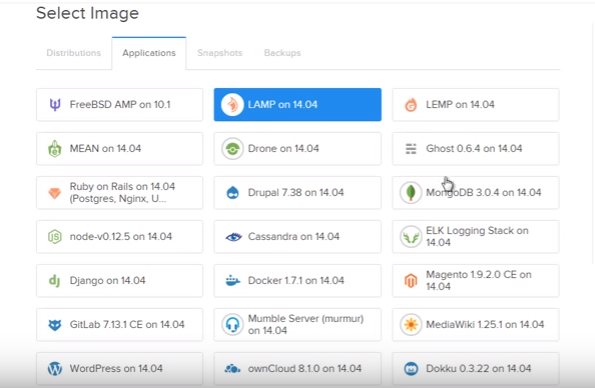 Select Image
Distributions
Applications
Snapshots
Backups
FreeBSD AMP on 10.1
LAMP on 14.04
LEMP on 14.04
MEAN on 14.04
Drone on 14.04
Ghost 0.6.4 on 14.04
Ruby on Rails on 14.04
(Postgres, Nginx, U...
Drupal 7.38 on 14.04
MongoDB 3.0.4 on 14.04
node-v0.12.5 on 14.04
Cassandra on 14.04
ELK Logging Stack on
14.04
Django on 14.04
Docker 1.7.1 on 14.04
Magento 1.9.2.0 CE on
14.04
GitLab 7.13.1 CE on 14.04
Mumble Server (murmur)
on 14.04
MediaWiki 1.25.1 on 14.04
WordPress on 14.04
ownCloud 8.1.0 on 14.04
Dokku 0.3.22 on 14.04